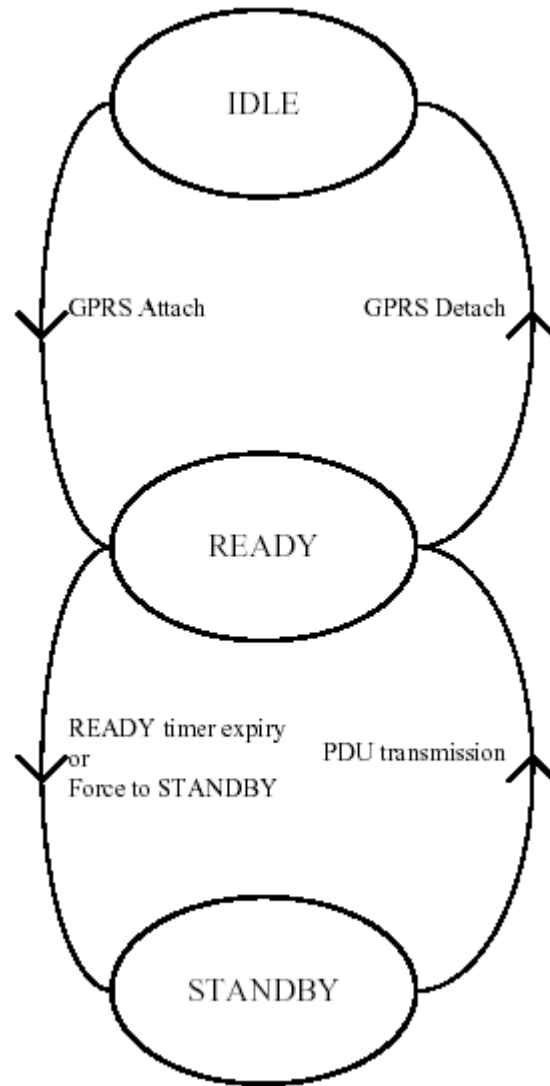 IDLE
GPRS Attach
GPRS Detach
READY
READY timer expiry
or
Force to STANDBY
PDU transmission
STANDBY